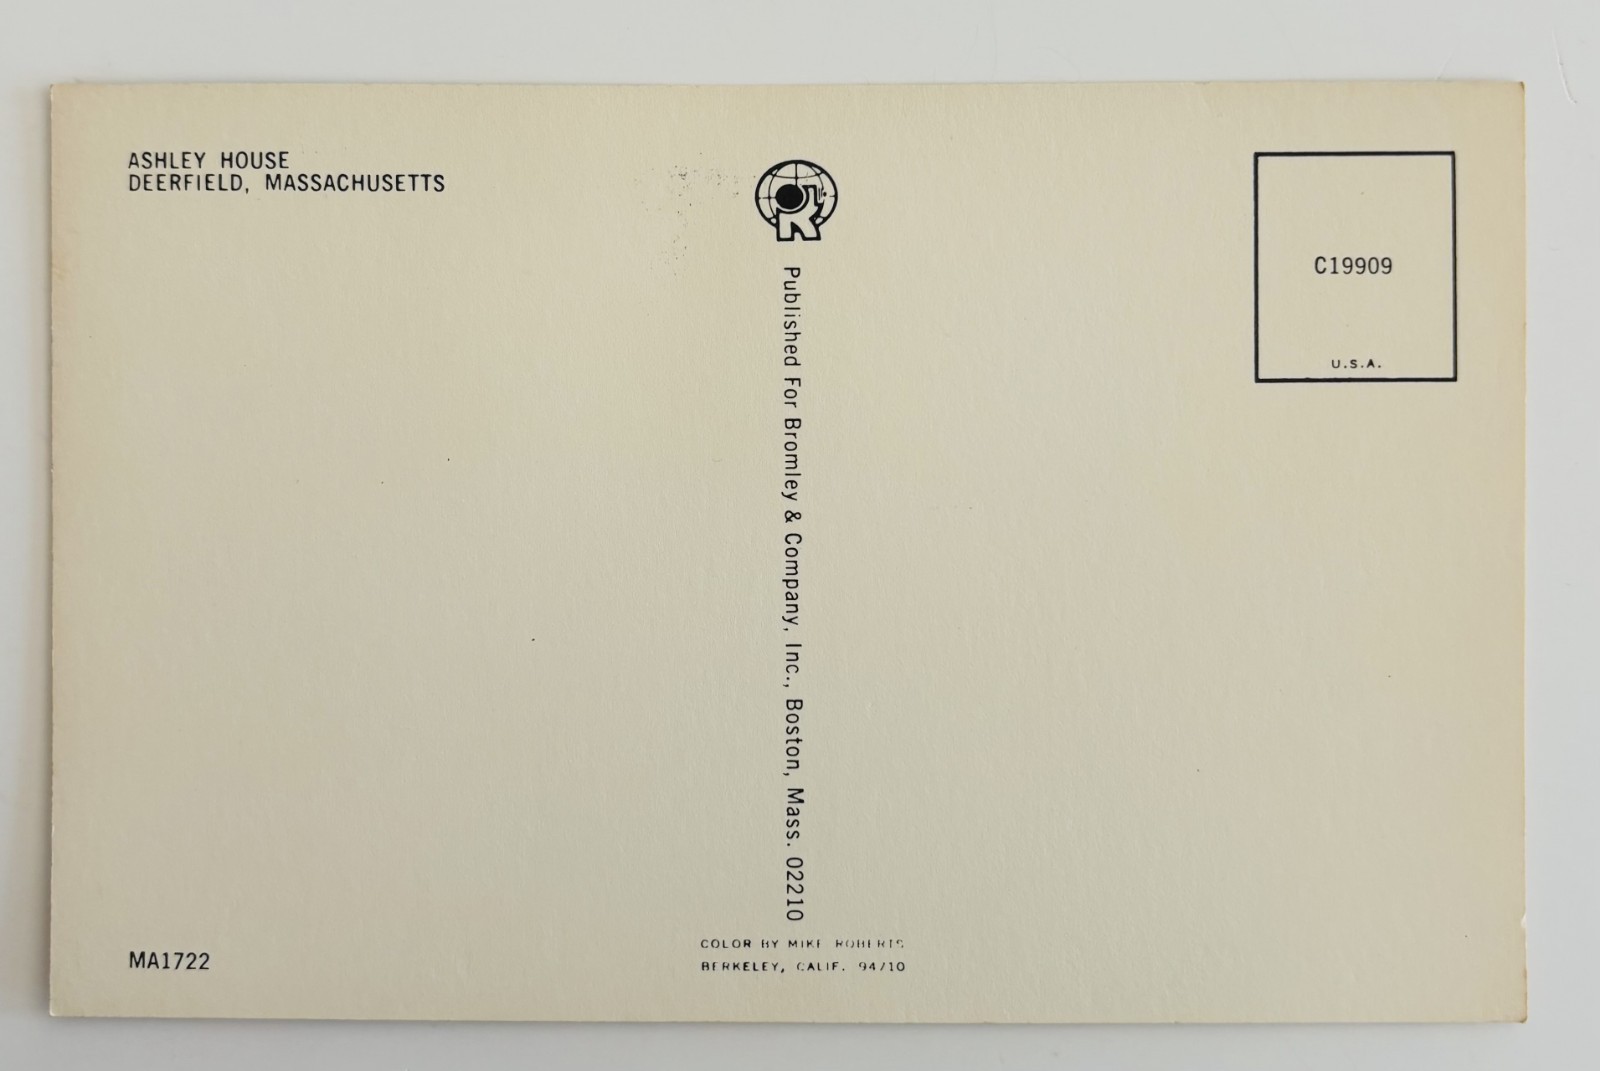 ASHLEY HOUSE
DEERFIELD, MASSACHUSETTS
R
Published For Bromley & Company, Inc., Boston, Mass. 02210
C19909
U.S.A.
MA1722
COLOR BY MIKE ROBERTS
BERKELEY, CALIF. 94710